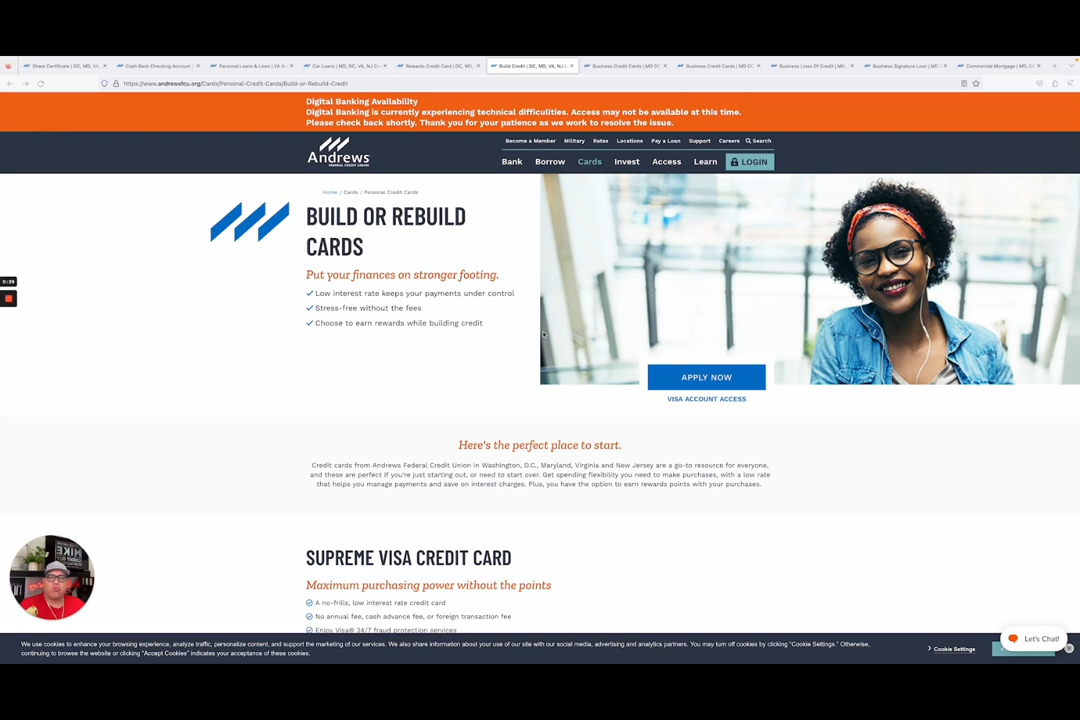 Share Certificate | DC, MD, VA,
Cash Back Checking Account
Personal Loans & Lines | VA N
Car Loans | MD, DC, VA, NJ
Rewards Credit Card | DC, MD,
Build Credit | DC, MD, VA, NJ
Business Credit Cards | MD DC
Business Credit Cards | MD, DC
Business Lines Of Credit | MD,
Business Signature Loan | MD
Commercial Mortgage | MD, D
https://www.andrewsfcu.org/Cards/Personal-Credit-Cards/Build-or-Rebuild-Credit
Digital Banking Availability
Digital Banking is currently experiencing technical difficulities. Access may not be available at this time.
Please check back shortly. Thank you for your patience as we work to resolve the issue.
Andrews
FEDERAL CREDIT UNION
Become a Member Military Rates Locations Pay a Loan Support Careers Search
Bank Borrow Cards Invest Access Learn LOGIN
Home / Cards / Personal Credit Cards
BUILD OR REBUILD
CARDS
Put your finances on stronger footing.
Low interest rate keeps your payments under control
Stress-free without the fees
Choose to earn rewards while building credit
0:29
APPLY NOW
VISA ACCOUNT ACCESS
Here's the perfect place to start.
Credit cards from Andrews Federal Credit Union in Washington, D.C., Maryland, Virginia and New Jersey are a go-to resource for everyone,
and these are perfect if you're just starting out, or need to start over. Get spending flexibility you need to make purchases, with a low rate
that helps you manage payments and save on interest charges. Plus, you have the option to earn rewards points with your purchases.
SUPREME VISA CREDIT CARD
Maximum purchasing power without the points
A no-frills, low interest rate credit card
No annual fee, cash advance fee, or foreign transaction fee
Enjoy Visa® 24/7 fraud protection services
MIKE
We use cookies to enhance your browsing experience, analyze traffic, personalize content, and support the marketing of our services. We also share information about your use of our site with our social media, advertising and analytics partners. You may turn off cookies by clicking "Cookie Settings." Otherwise,
continuing to browse the website or clicking "Accept Cookies" indicates your acceptance of these cookies.
Cookie Settings
Let's Chat!